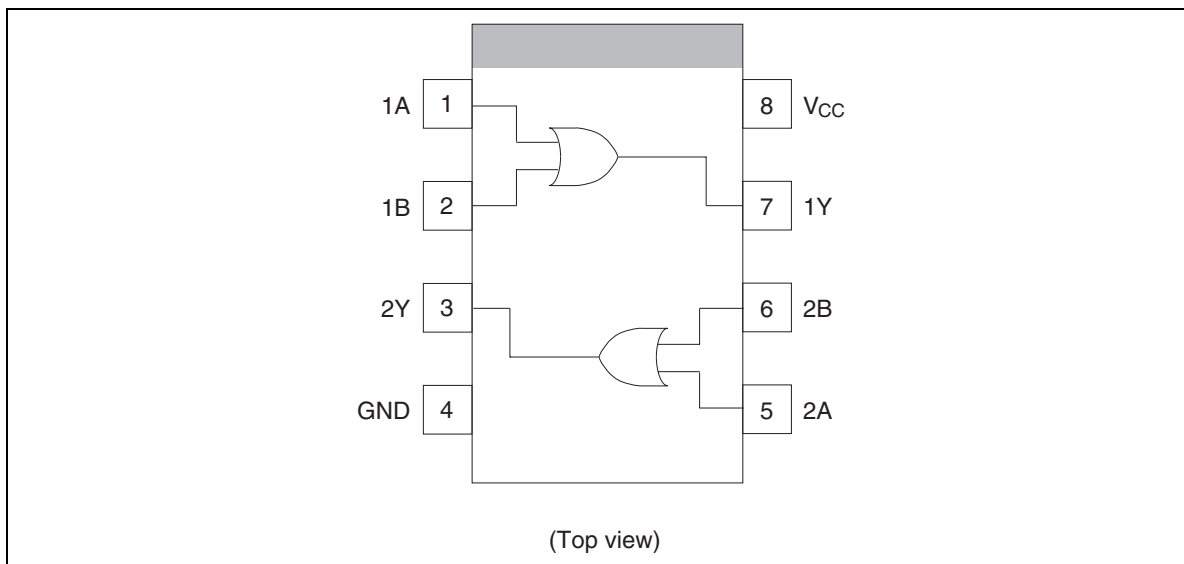 1A 1 8 VCC
1B 2 7 1Y
2Y 3 6 2B
GND 4 5 2A
(Top view)